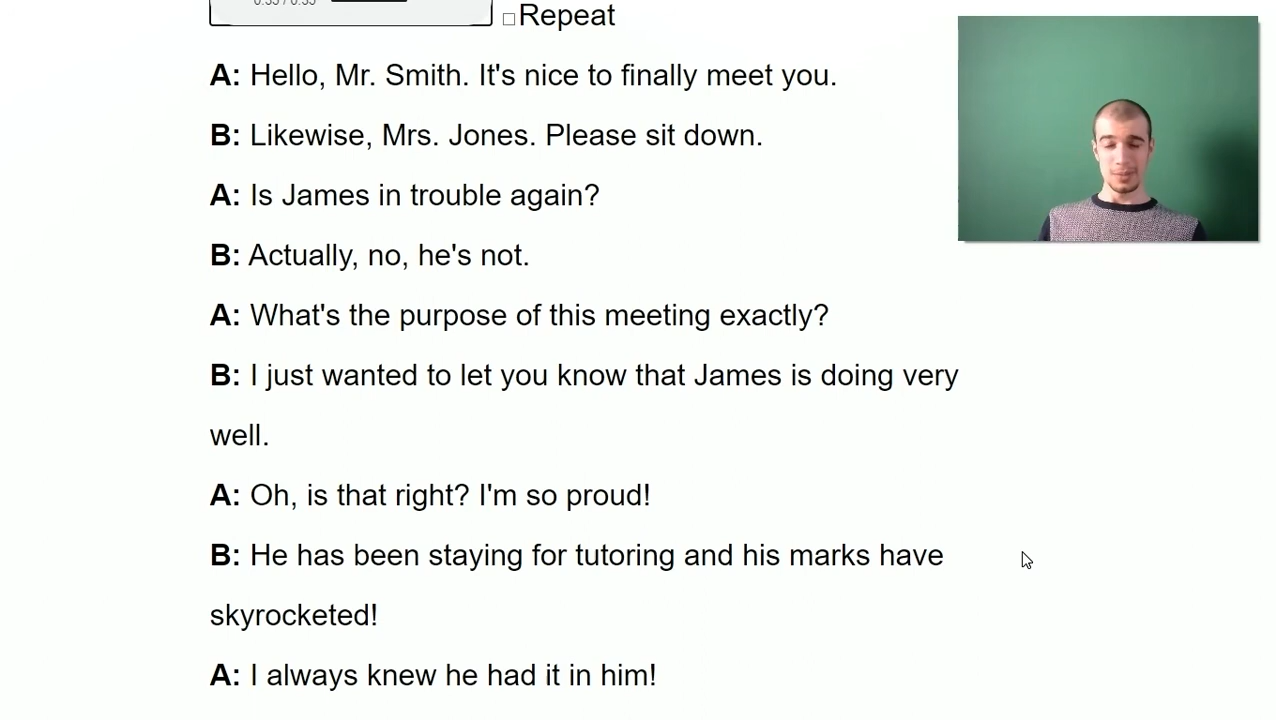 Repeat
A: Hello, Mr. Smith. It's nice to finally meet you.
B: Likewise, Mrs. Jones. Please sit down.
A: Is James in trouble again?
B: Actually, no, he's not.
A: What's the purpose of this meeting exactly?
B: I just wanted to let you know that James is doing very
well.
A: Oh, is that right? I'm so proud!
B: He has been staying for tutoring and his marks have
skyrocketed!
A: I always knew he had it in him!